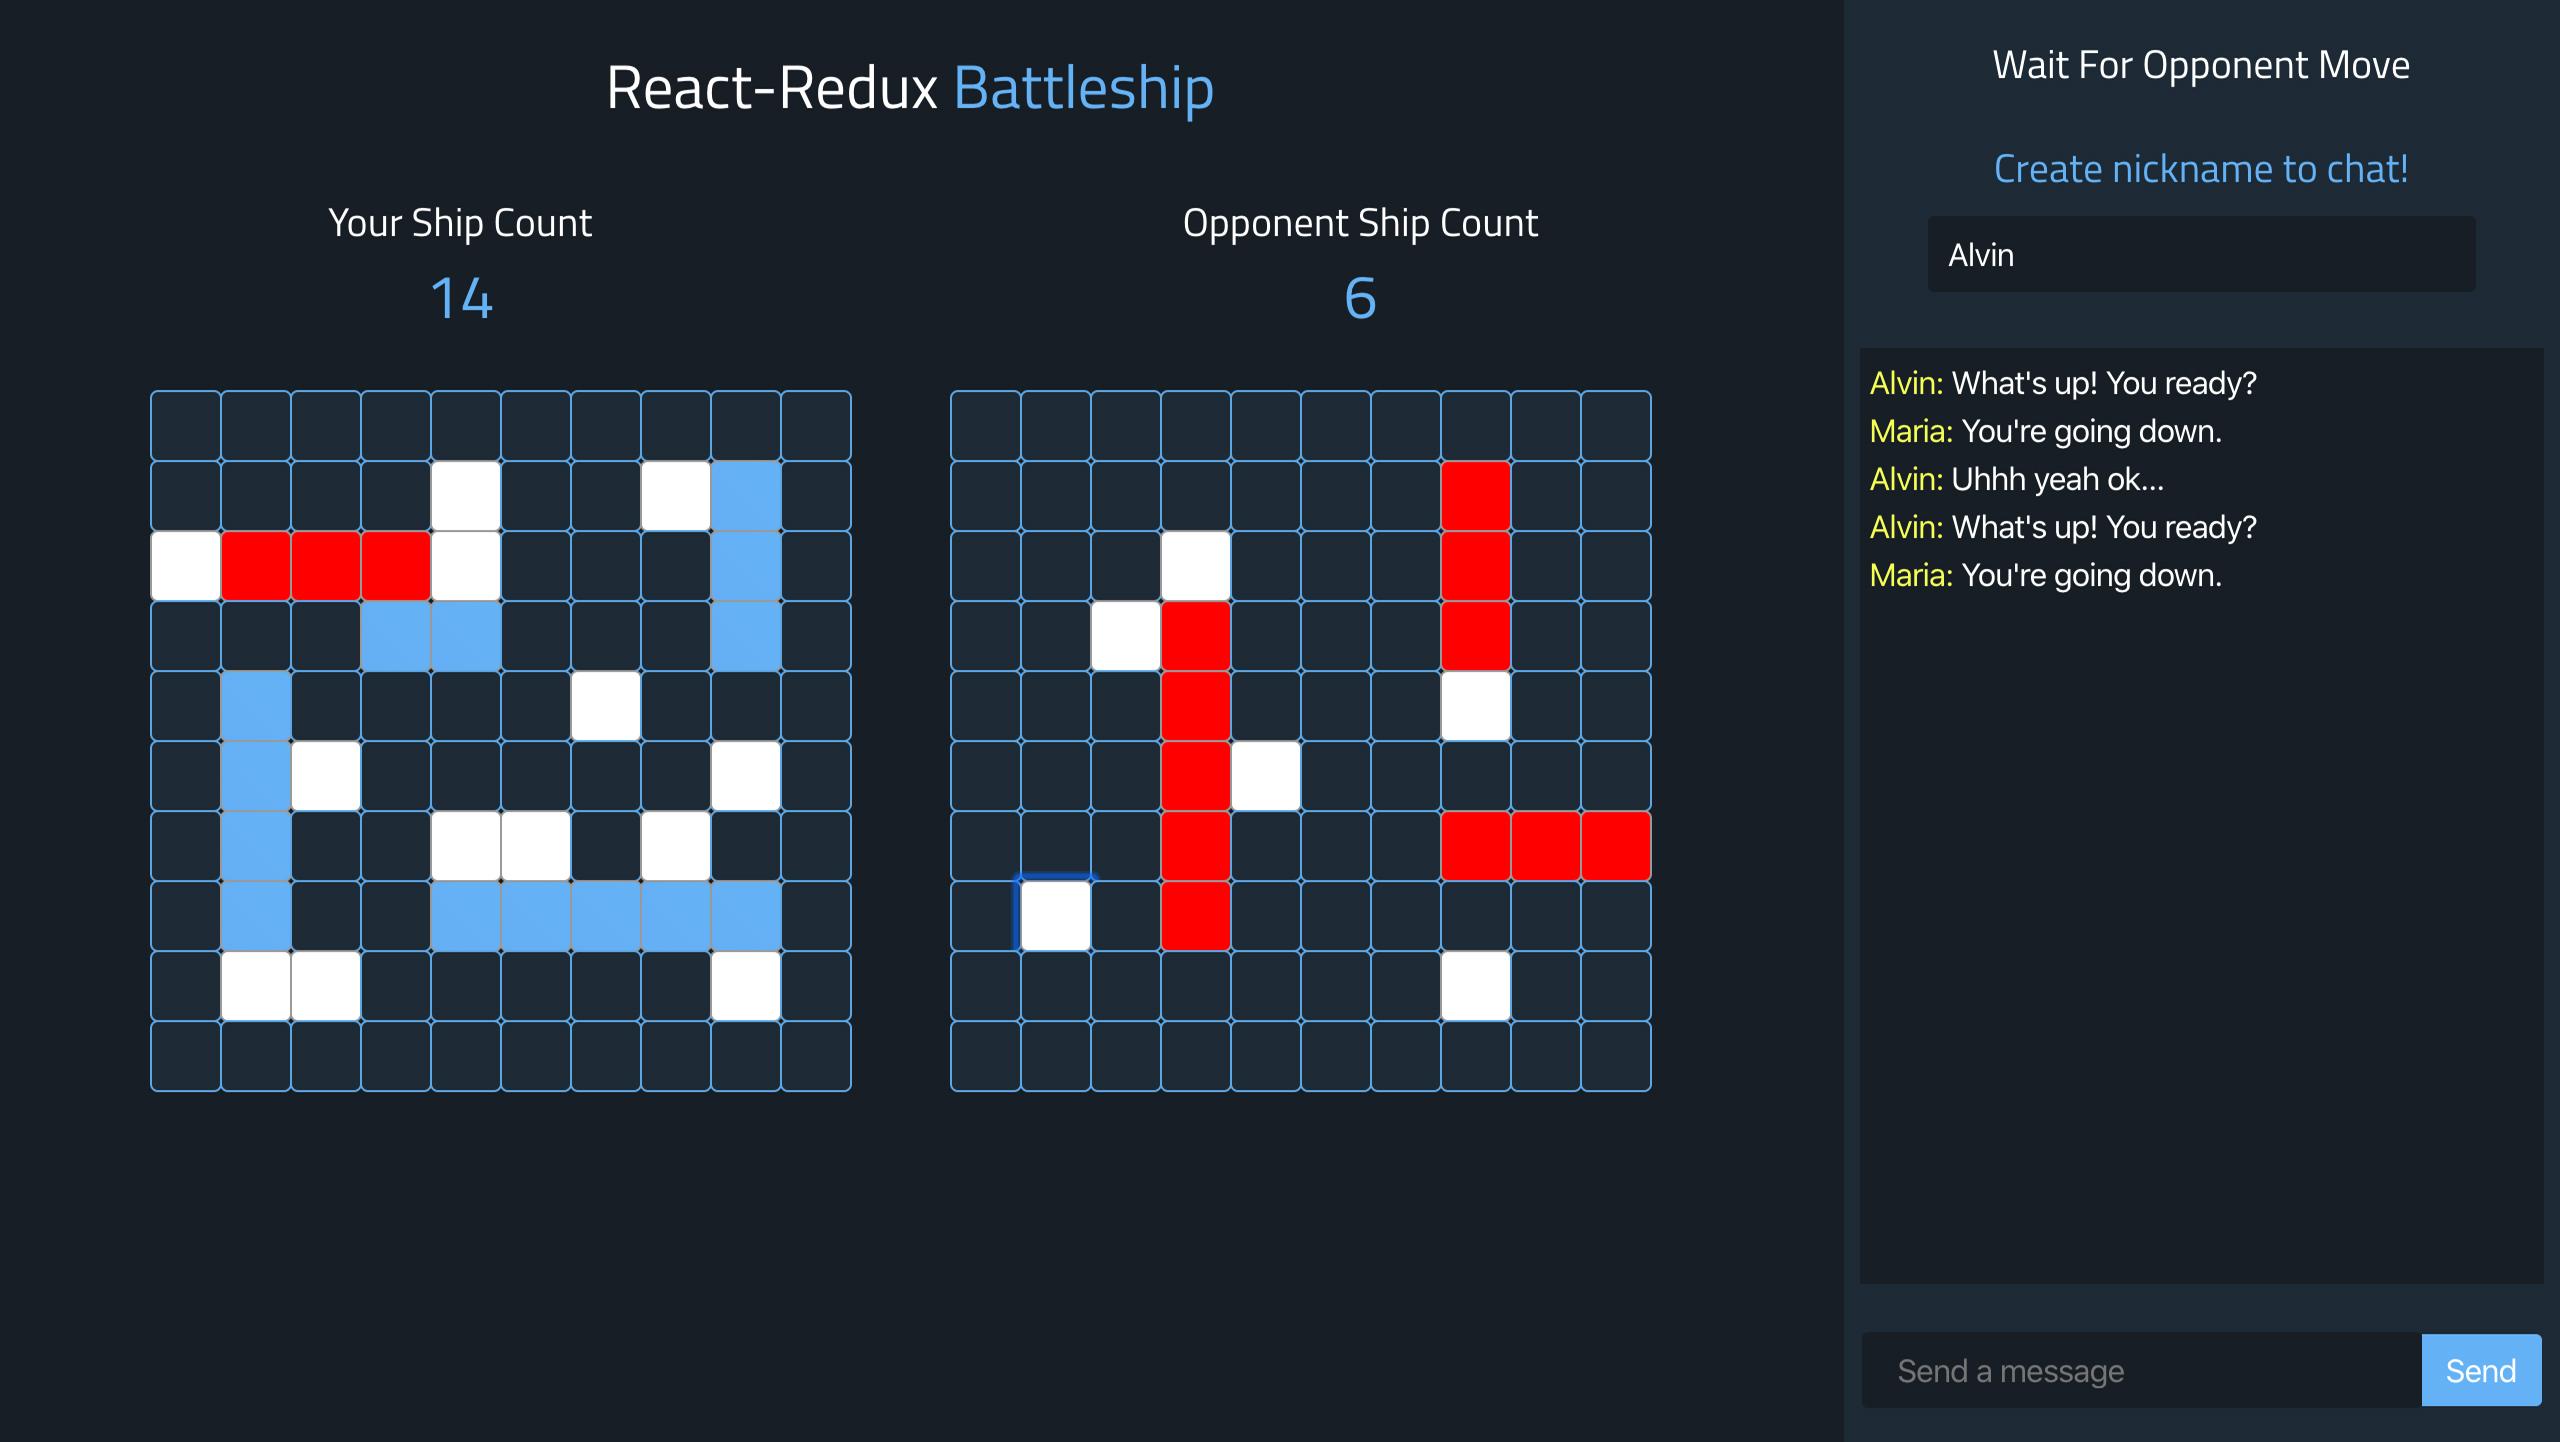 React-Redux Battleship
Your Ship Count
14
Opponent Ship Count
6
Wait For Opponent Move
Create nickname to chat!
Alvin
Alvin: What's up! You ready?
Maria: You're going down.
Alvin: Uhhh yeah ok...
Alvin: What's up! You ready?
Maria: You're going down.
Send a message
Send